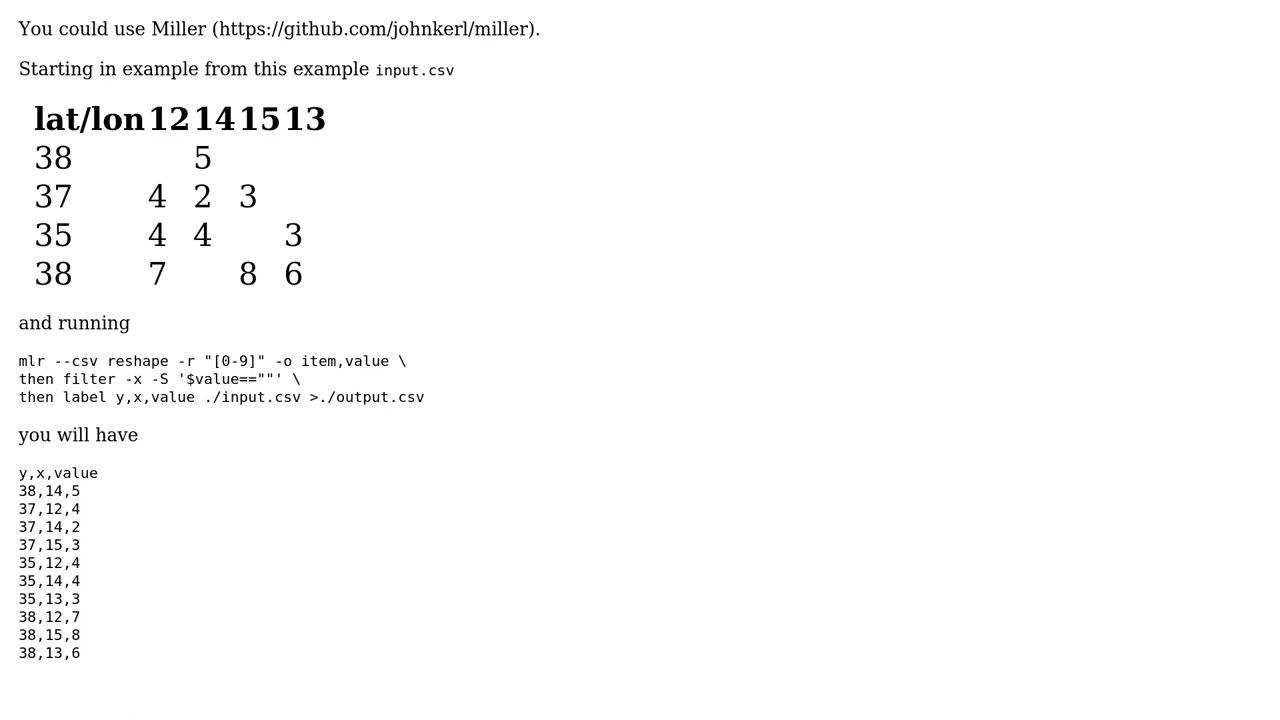 You could use Miller (https://github.com/johnkerl/miller).
Starting in example from this example input.csv
lat/lon 12 14 15 13
38 5
37 4 2 3
35 4 4 3
38 7 8 6
and running
mlr --csv reshape -r "[0-9]" -o item,value \
then filter -x -S '$value==""' \
then label y,x,value ./input.csv >./output.csv
you will have
y,x,value
38,14,5
37,12,4
37,14,2
37,15,3
35,12,4
35,14,4
35,13,3
38,12,7
38,15,8
38,13,6